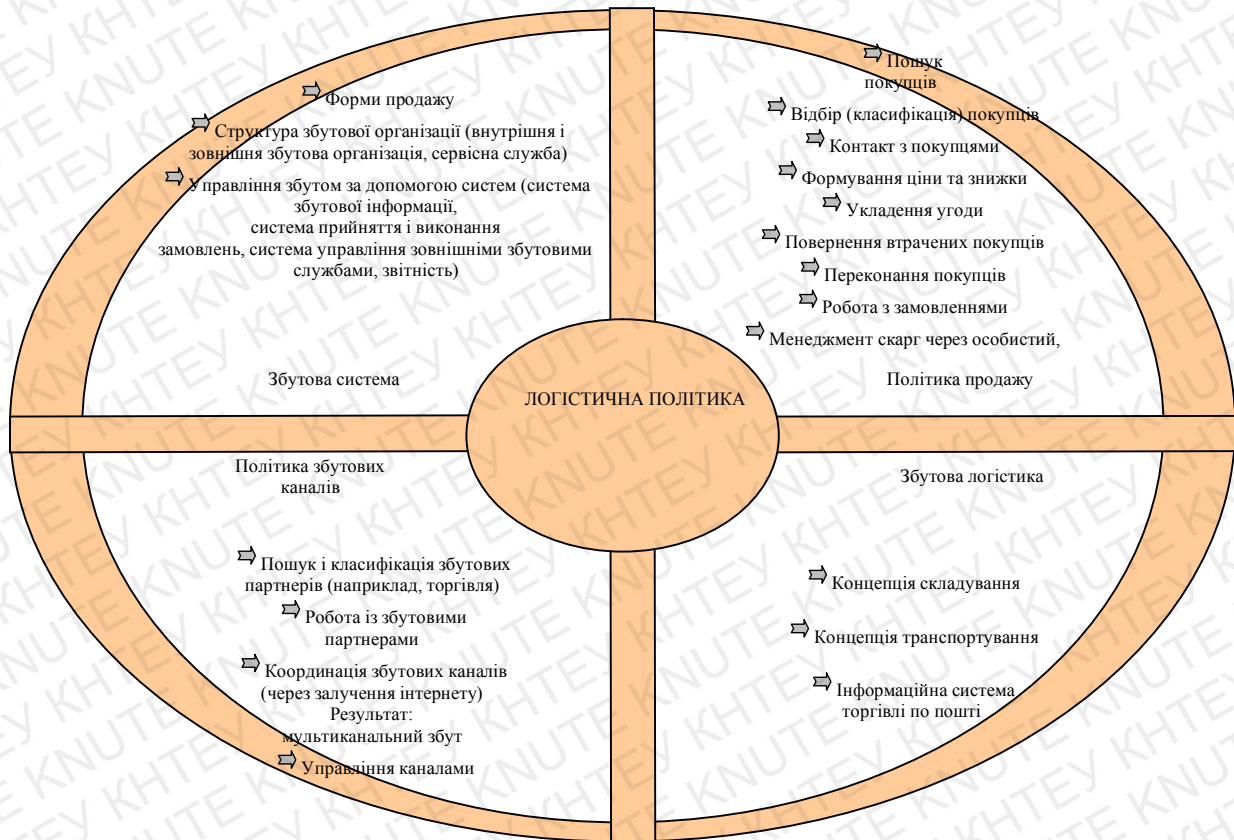 Форми продажу
Структура збутової організації (внутрішня і
зовнішня збутова організація, сервісна служба)
Управління збутом за допомогою систем (система
збутової інформації,
система прийняття і виконання
замовлень, система управління зовнішніми збутовими
службами, звітність)
Збутова система
Пошук
покупців
Відбір (класифікація) покупців
Контакт з покупцями
Формування ціни та знижки
Укладення угоди
Повернення втрачених покупців
Переконання покупців
Робота з замовленнями
Менеджмент скарг через особистий,
Політика продажу
ЛОГІСТИЧНА ПОЛІТИКА
Політика збутових
каналів
Пошук і класифікація збутових
партнерів (наприклад, торгівля)
Робота із збутовими
партнерами
Координація збутових каналів
(через залучення інтернету)
Результат:
мультиканальний збут
Управління каналами
Збутова логістика
Концепція складування
Концепція транспортування
Інформаційна система
торгівлі по пошті
КНТЕУ KNUTE